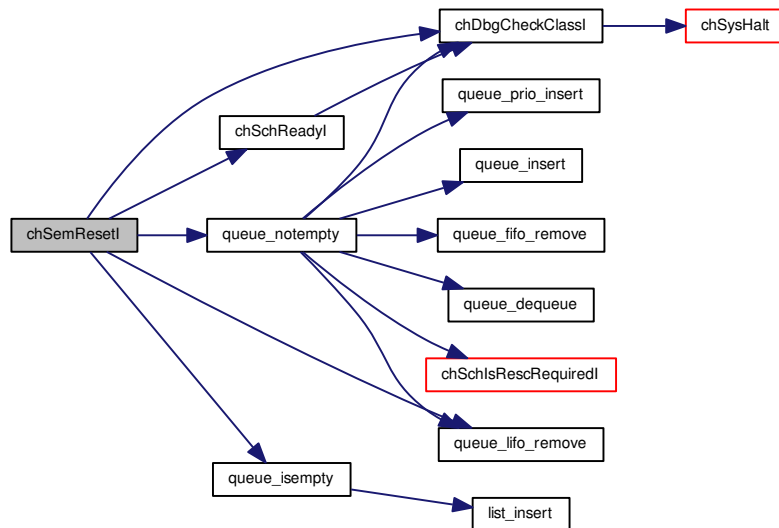 chDbgCheckClassI
chSysHalt
queue_prio_insert
chSchReadyI
queue_insert
chSemResetI
queue_notempty
queue_fifo_remove
queue_dequeue
chSchIsRescRequiredI
queue_lifo_remove
queue_isempty
list_insert